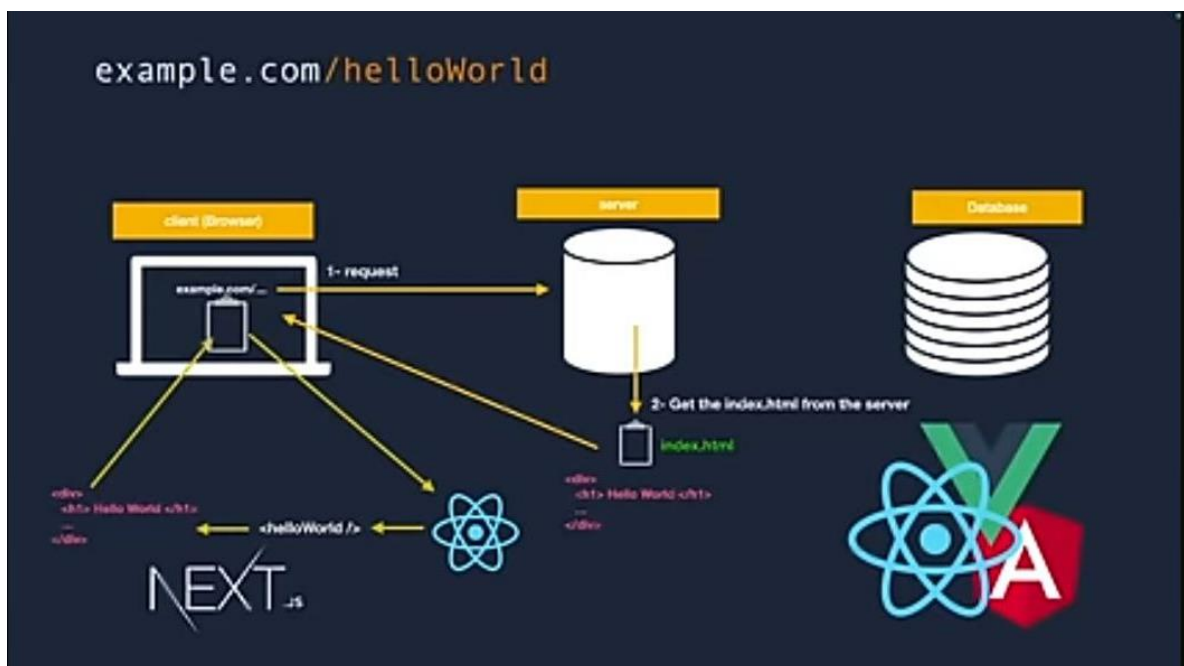 example.com/helloWorld
client (Browser)
server
Database
1- request
example.com/...
2- Get the index.html from the server
index.html
<div>
<h1> Hello World </h1>
...
</div>
<div>
<h1> Hello World </h1>
...
</div>
<helloWorld />
NEXT.JS
A